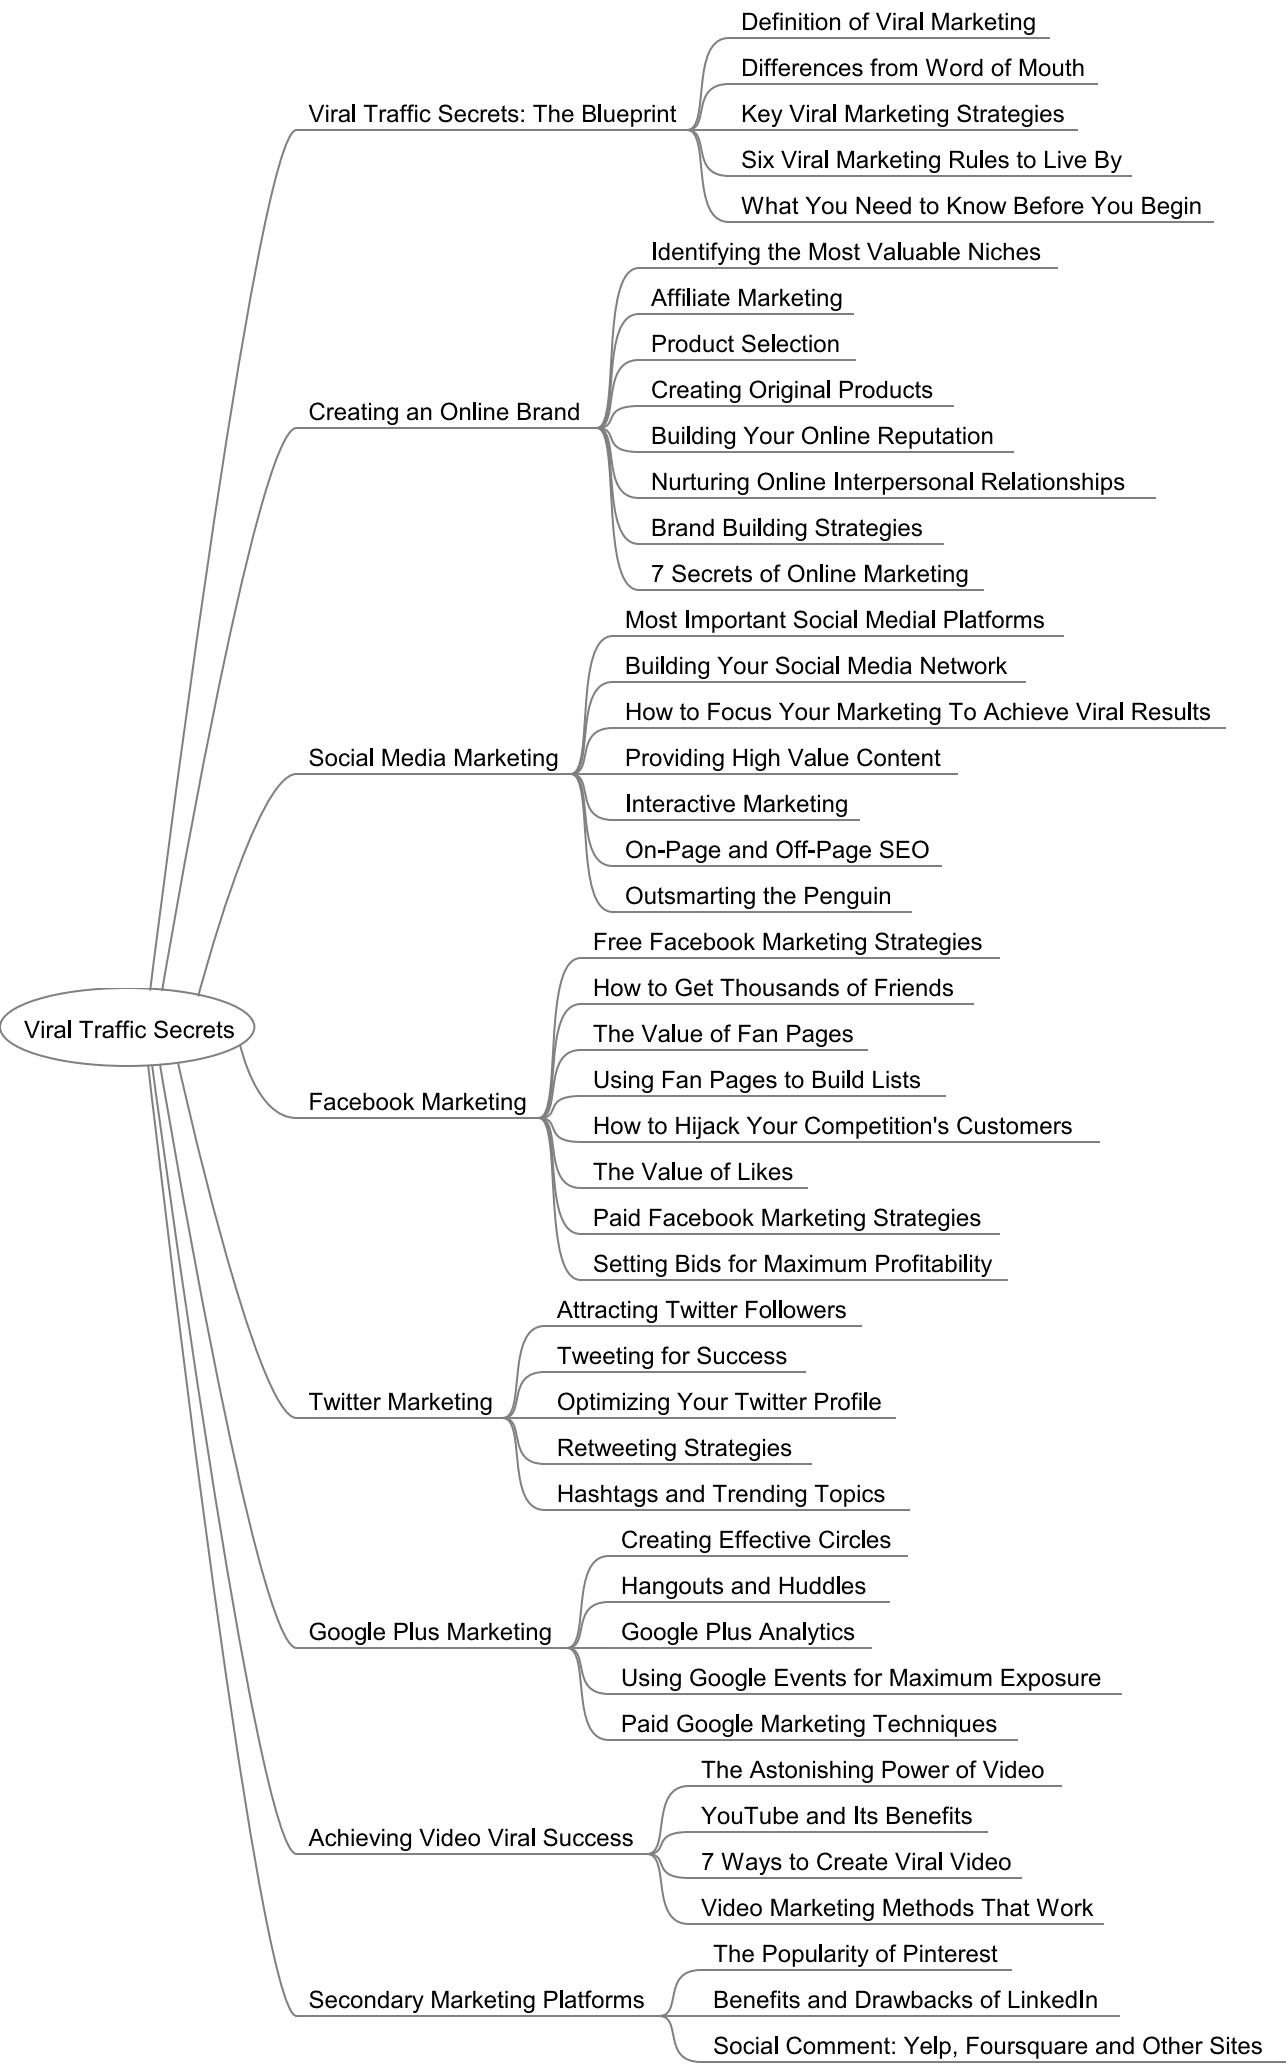 Viral Traffic Secrets
Viral Traffic Secrets: The Blueprint
Definition of Viral Marketing
Differences from Word of Mouth
Key Viral Marketing Strategies
Six Viral Marketing Rules to Live By
What You Need to Know Before You Begin
Creating an Online Brand
Identifying the Most Valuable Niches
Affiliate Marketing
Product Selection
Creating Original Products
Building Your Online Reputation
Nurturing Online Interpersonal Relationships
Brand Building Strategies
7 Secrets of Online Marketing
Social Media Marketing
Most Important Social Medial Platforms
Building Your Social Media Network
How to Focus Your Marketing To Achieve Viral Results
Providing High Value Content
Interactive Marketing
On-Page and Off-Page SEO
Outsmarting the Penguin
Facebook Marketing
Free Facebook Marketing Strategies
How to Get Thousands of Friends
The Value of Fan Pages
Using Fan Pages to Build Lists
How to Hijack Your Competition's Customers
The Value of Likes
Paid Facebook Marketing Strategies
Setting Bids for Maximum Profitability
Twitter Marketing
Attracting Twitter Followers
Tweeting for Success
Optimizing Your Twitter Profile
Retweeting Strategies
Hashtags and Trending Topics
Google Plus Marketing
Creating Effective Circles
Hangouts and Huddles
Google Plus Analytics
Using Google Events for Maximum Exposure
Paid Google Marketing Techniques
Achieving Video Viral Success
The Astonishing Power of Video
YouTube and Its Benefits
7 Ways to Create Viral Video
Video Marketing Methods That Work
Secondary Marketing Platforms
The Popularity of Pinterest
Benefits and Drawbacks of LinkedIn
Social Comment: Yelp, Foursquare and Other Sites